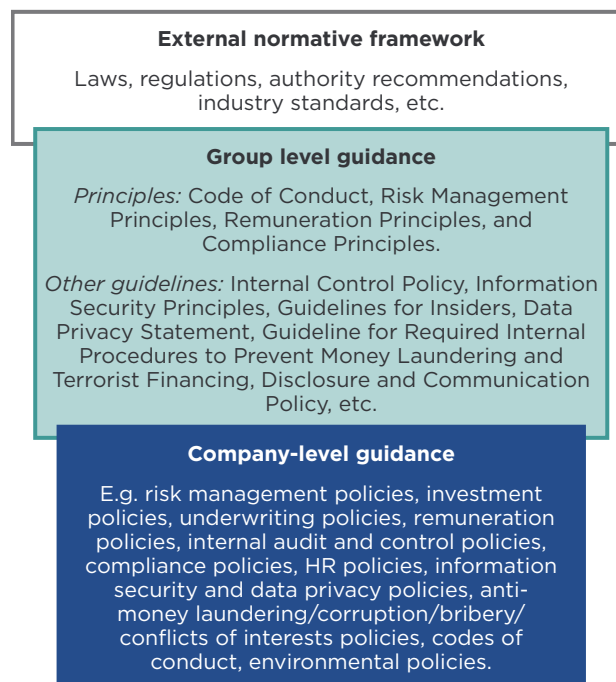 External normative framework
Laws, regulations, authority recommendations,
industry standards, etc.
Group level guidance
Principles: Code of Conduct, Risk Management
Principles, Remuneration Principles, and
Compliance Principles.
Other guidelines: Internal Control Policy, Information
Security Principles, Guidelines for Insiders, Data
Privacy Statement, Guideline for Required Internal
Procedures to Prevent Money Laundering and
Terrorist Financing, Disclosure and Communication
Policy, etc.
Company-level guidance
E.g. risk management policies, investment
policies, underwriting policies, remuneration
policies, internal audit and control policies,
compliance policies, HR policies, information
security and data privacy policies, anti-
money laundering/corruption/bribery/
conflicts of interests policies, codes of
conduct, environmental policies.